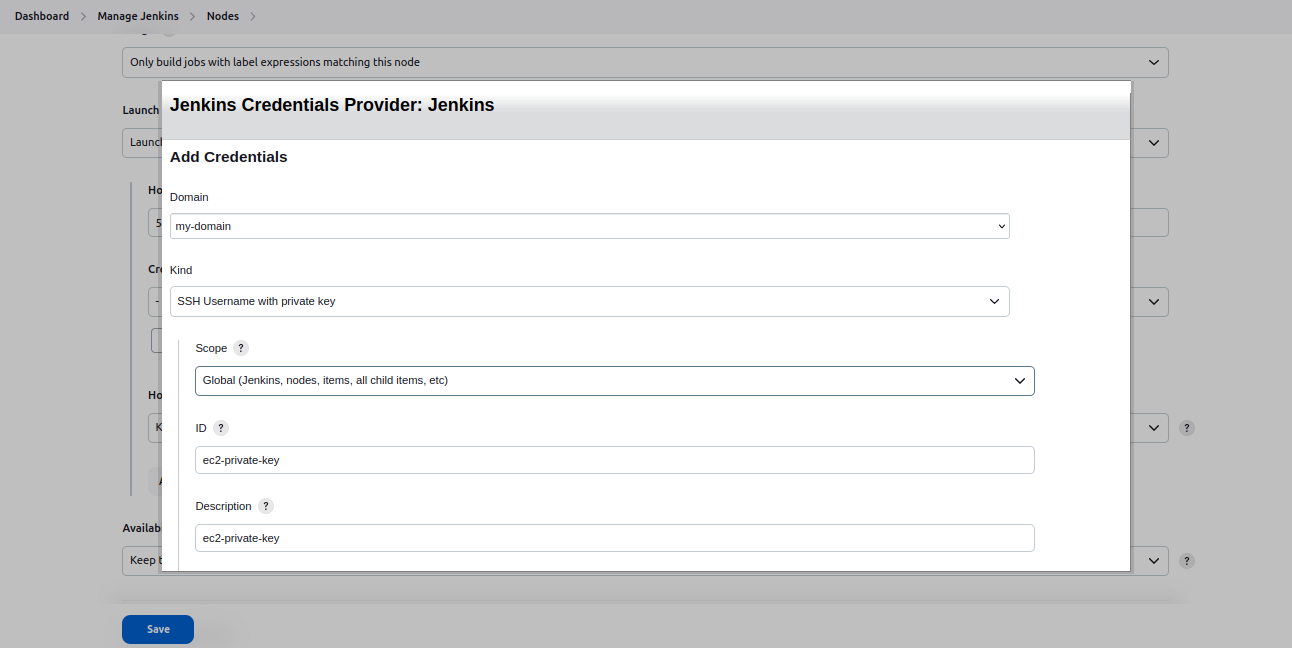 Dashboard > Manage Jenkins > Nodes >
Only build jobs with label expressions matching this node
Launch
Launch
Jenkins Credentials Provider: Jenkins
Add Credentials
Domain
my-domain
Kind
SSH Username with private key
Scope ?
Global (Jenkins, nodes, items, all child items, etc)
ID ?
ec2-private-key
Description ?
ec2-private-key
Ho
5
Cre
-
Ho
K
?
A
Availab
Keep t
?
Save